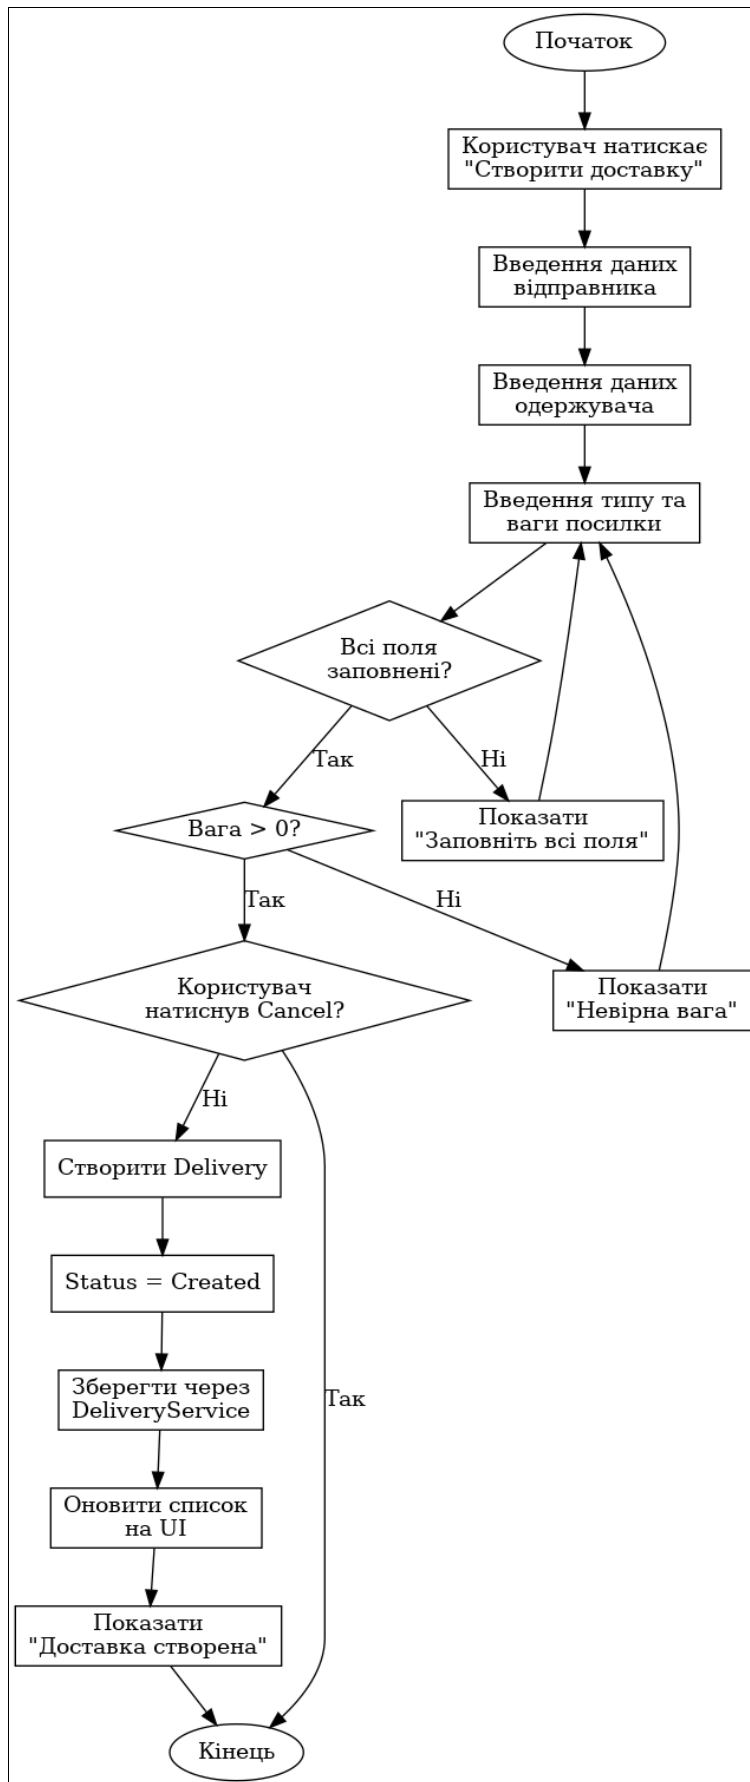 Початок
Користувач натискає
"Створити доставку"
Введення даних
відправника
Введення даних
одержувача
Введення типу та
ваги посилки
Всі поля
заповнені?
Так
Ні
Вага > 0?
Показати
"Заповніть всі поля"
Так
Ні
Користувач
натиснув Cancel?
Показати
"Невірна вага"
Ні
Створити Delivery
Status = Created
Зберегти через
DeliveryService
Так
Оновити список
на UI
Показати
"Доставка створена"
Кінець